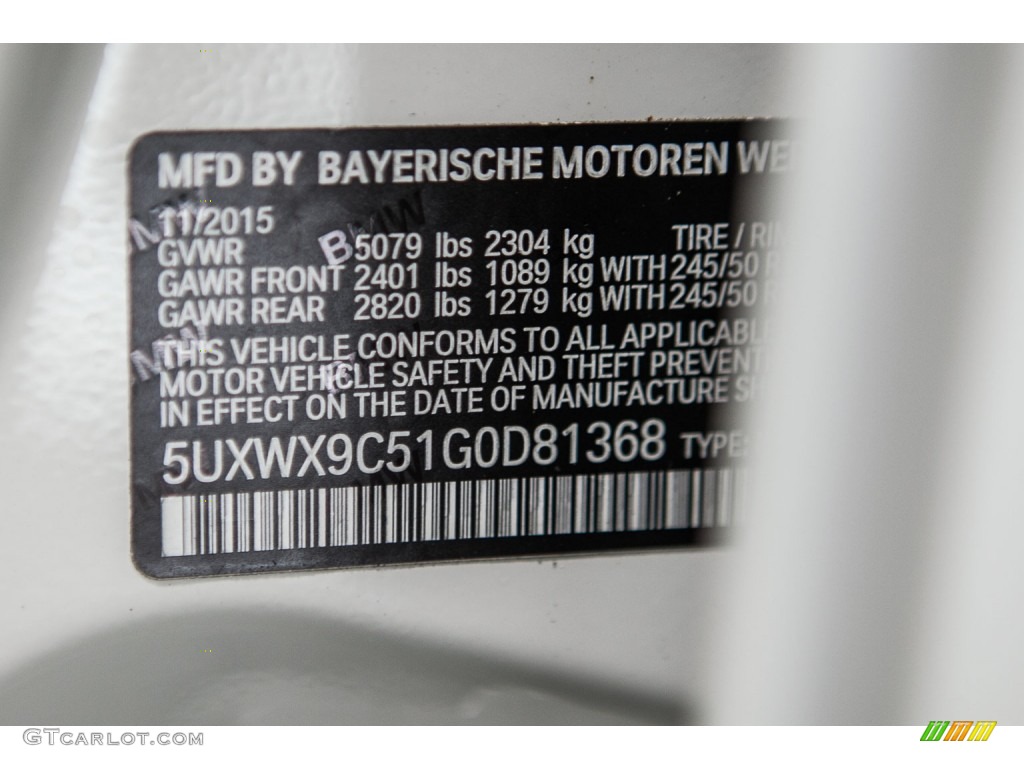 MFD BY BAYERISCHE MOTOREN WE
11/2015
GVWR 5079 lbs 2304 kg TIRE / RI
GAWR FRONT 2401 lbs 1089 kg WITH 245/50 R
GAWR REAR 2820 lbs 1279 kg WITH 245/50 R
THIS VEHICLE CONFORMS TO ALL APPLICABL
MOTOR VEHICLE SAFETY AND THEFT PREVENT
IN EFFECT ON THE DATE OF MANUFACTURE S
5UXWX9C51G0D81368 TYPE:
BMW
GTCARLOT.COM